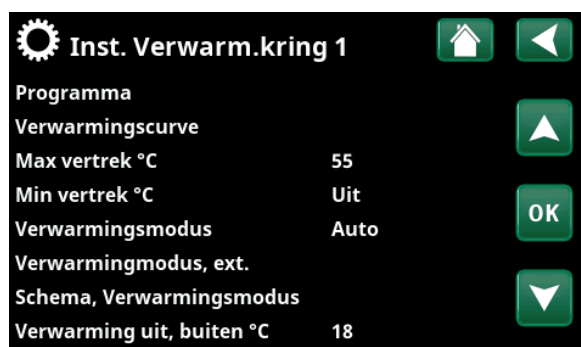 Inst. Verwarm.kring 1
Programma
Verwarmingscurve
Max vertrek °C 55
Min vertrek °C Uit
Verwarmingsmodus Auto
Verwarmingmodus, ext.
Schema, Verwarmingsmodus
Verwarming uit, buiten °C 18
OK